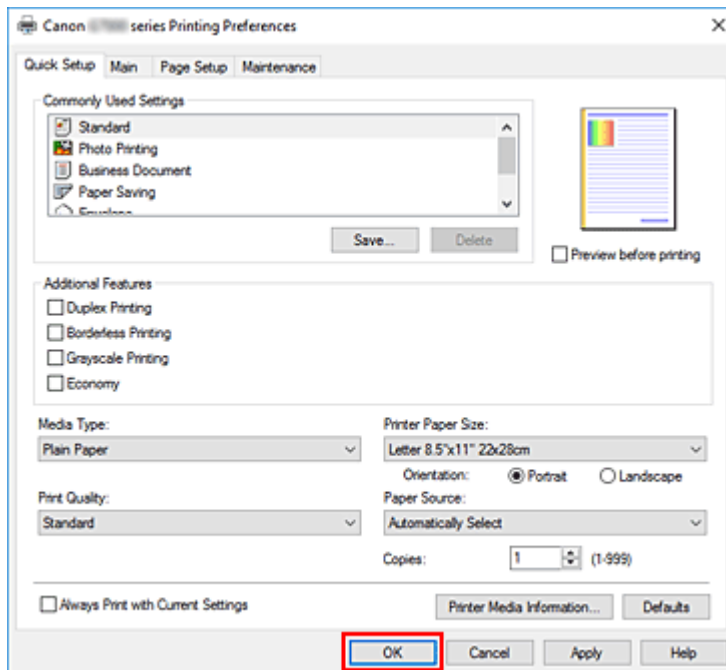 Canon series Printing Preferences
Quick Setup Main Page Setup Maintenance
Commonly Used Settings
Standard
Photo Printing
Business Document
Paper Saving
Envelope
Save... Delete
Preview before printing
Additional Features
Duplex Printing
Borderless Printing
Grayscale Printing
Economy
Media Type:
Plain Paper
Printer Paper Size:
Letter 8.5"x11" 22x28cm
Orientation: Portrait Landscape
Print Quality:
Standard
Paper Source:
Automatically Select
Copies: 1 (1-999)
Always Print with Current Settings
Printer Media Information... Defaults
OK Cancel Apply Help